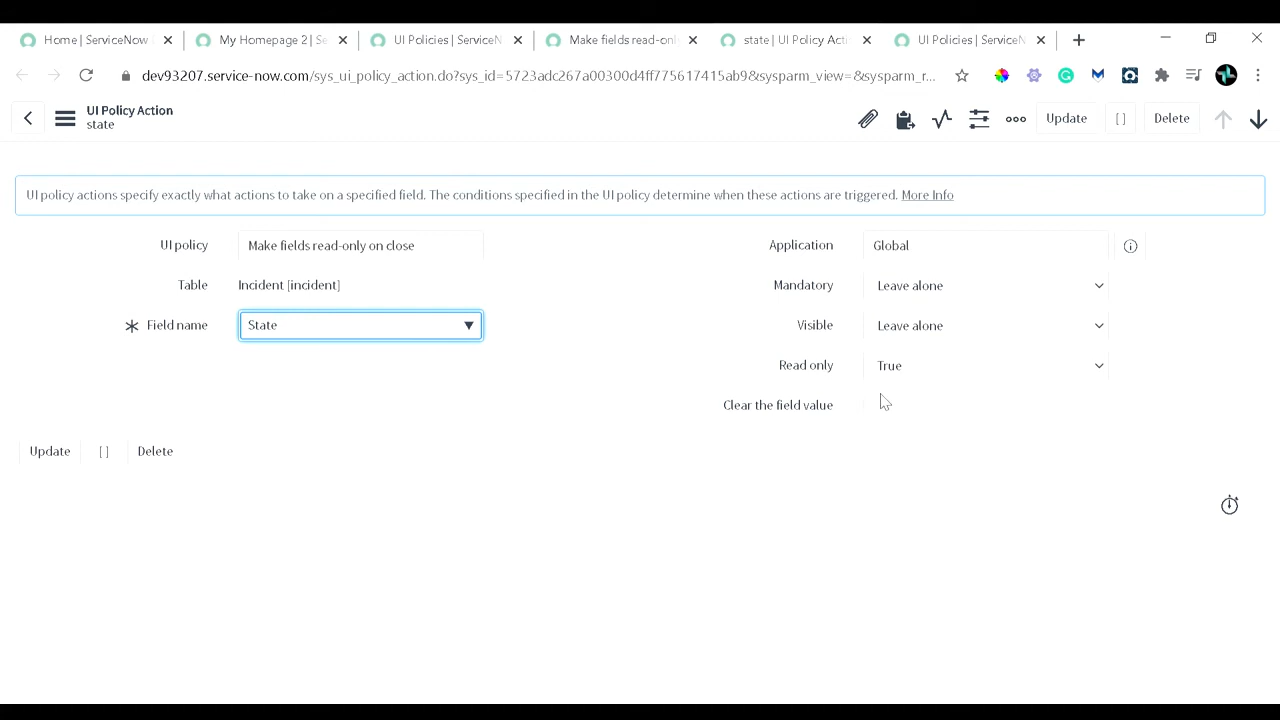 Home | ServiceNow
My Homepage 2 | Se
UI Policies | ServiceN
Make fields read-onl
state | UI Policy Acti
UI Policies | ServiceN
dev93207.service-now.com/sys_ui_policy_action.do?sys_id=5723adc267a00300d4ff775617415ab9&sysparm_view=&sysparm_r...
UI Policy Action
state
Update
[ ]
Delete
UI policy actions specify exactly what actions to take on a specified field. The conditions specified in the UI policy determine when these actions are triggered. More Info
UI policy Make fields read-only on close
Application Global
Table Incident [incident]
Mandatory Leave alone
Field name State
Visible Leave alone
Read only True
Clear the field value
Update [ ] Delete